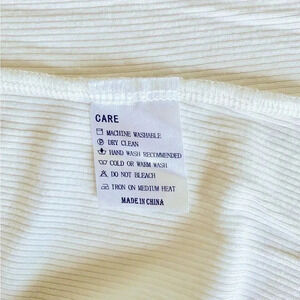 CARE
MACHINE WASHABLE
DRY CLEAN
HAND WASH RECOMMENDED
COLD OR WARM WASH
DO NOT BLEACH
IRON ON MEDIUM HEAT
MADE IN CHINA